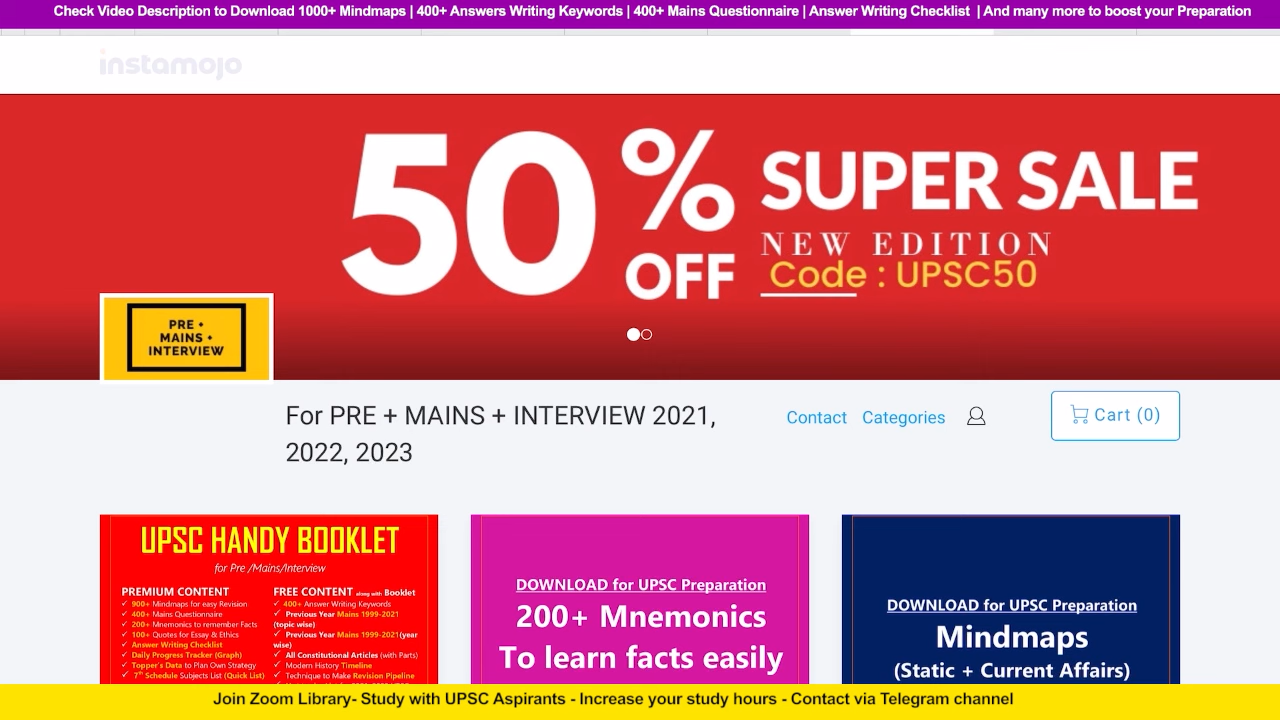 Check Video Description to Download 1000+ Mindmaps | 400+ Answers Writing Keywords | 400+ Mains Questionnaire | Answer Writing Checklist | And many more to boost your Preparation
instamojo
50% OFF
SUPER SALE
NEW EDITION
Code : UPSC50
PRE +
MAINS +
INTERVIEW
For PRE + MAINS + INTERVIEW 2021,
2022, 2023
Contact Categories
Cart (0)
UPSC HANDY BOOKLET
for Pre /Mains/Interview
PREMIUM CONTENT
✓ 900+ Mindmaps for easy Revision
✓ 400+ Mains Questionnaire
✓ 200+ Mnemonics to remember Facts
✓ 100+ Quotes for Essay & Ethics
✓ Answer Writing Checklist
✓ Daily Progress Tracker (Graph)
✓ Topper's Data to Plan Own Strategy
✓ 7th Schedule Subjects List (Quick List)
FREE CONTENT along with Booklet
✓ 400+ Answer Writing Keywords
✓ Previous Year Mains 1999-2021
(topic wise)
✓ Previous Year Mains 1999-2021(year
wise)
✓ All Constitutional Articles (with Parts)
✓ Modern History Timeline
✓ Technique to Make Revision Pipeline
DOWNLOAD for UPSC Preparation
200+ Mnemonics
To learn facts easily
DOWNLOAD for UPSC Preparation
Mindmaps
(Static + Current Affairs)
Join Zoom Library- Study with UPSC Aspirants - Increase your study hours - Contact via Telegram channel